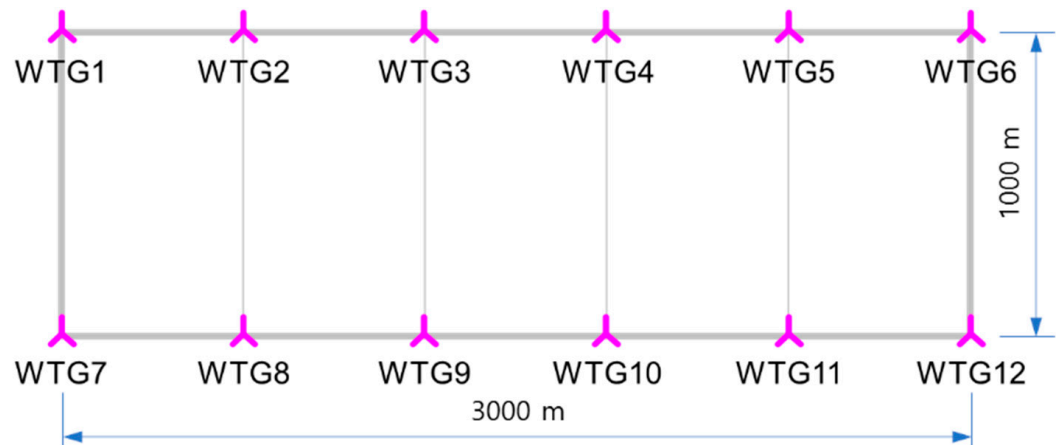 WTG1 WTG2 WTG3 WTG4 WTG5 WTG6
1000 m
WTG7 WTG8 WTG9 WTG10 WTG11 WTG12
3000 m